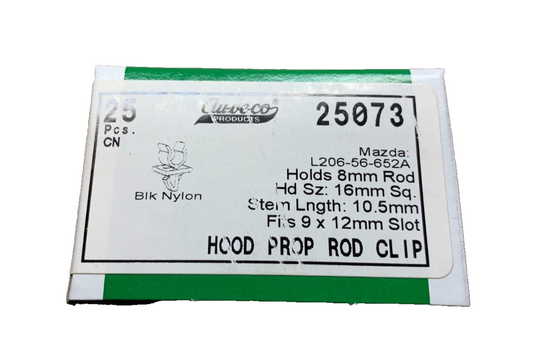 25
Pcs.
CN
Au-ve-co®
PRODUCTS
25073
Blk Nylon
Mazda:
L206-56-652A
Holds 8mm Rod
Hd Sz: 16mm Sq.
Stem Lngth: 10.5mm
Fits 9 x 12mm Slot
HOOD PROP ROD CLIP